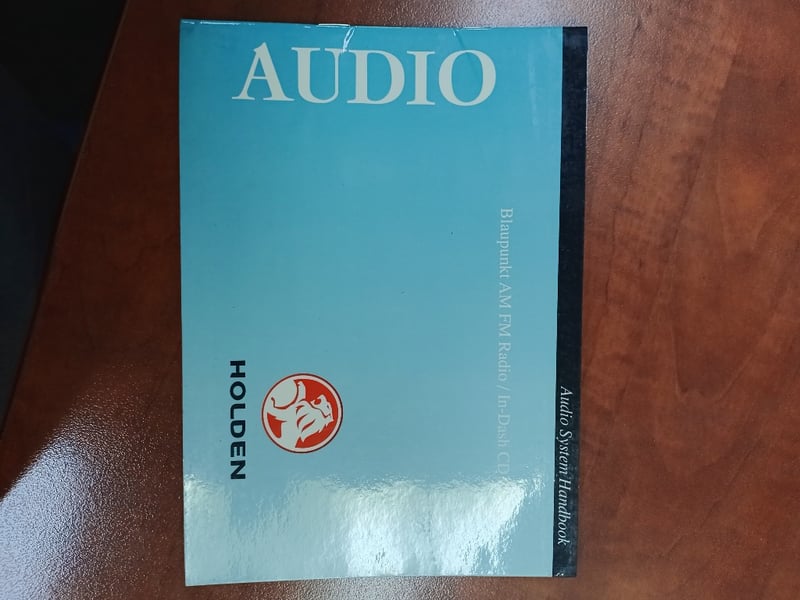 Audio System Handbook
Blaupunkt AM FM Radio / In-Dash CD
AUDIO
HOLDEN